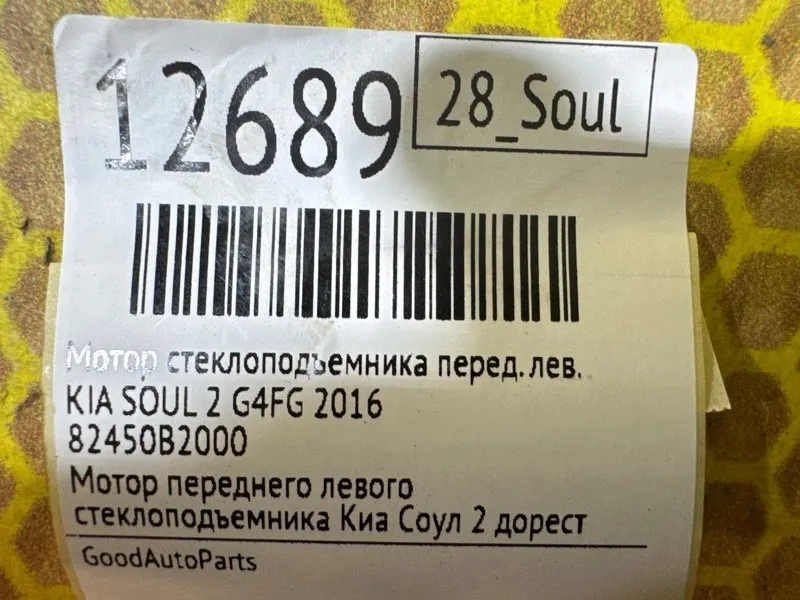 12689
28_Soul
Мотор стеклоподъемника перед. лев.
KIA SOUL 2 G4FG 2016
82450B2000
Мотор переднего левого
стеклоподъемника Киа Соул 2 дорест
GoodAutoParts